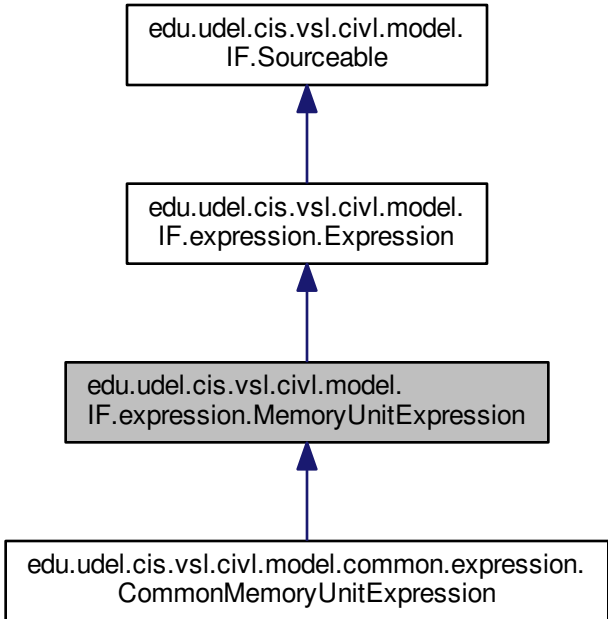 edu.udel.cis.vsl.civl.model.
IF.Sourceable
edu.udel.cis.vsl.civl.model.
IF.expression.Expression
edu.udel.cis.vsl.civl.model.
IF.expression.MemoryUnitExpression
edu.udel.cis.vsl.civl.model.common.expression.
CommonMemoryUnitExpression